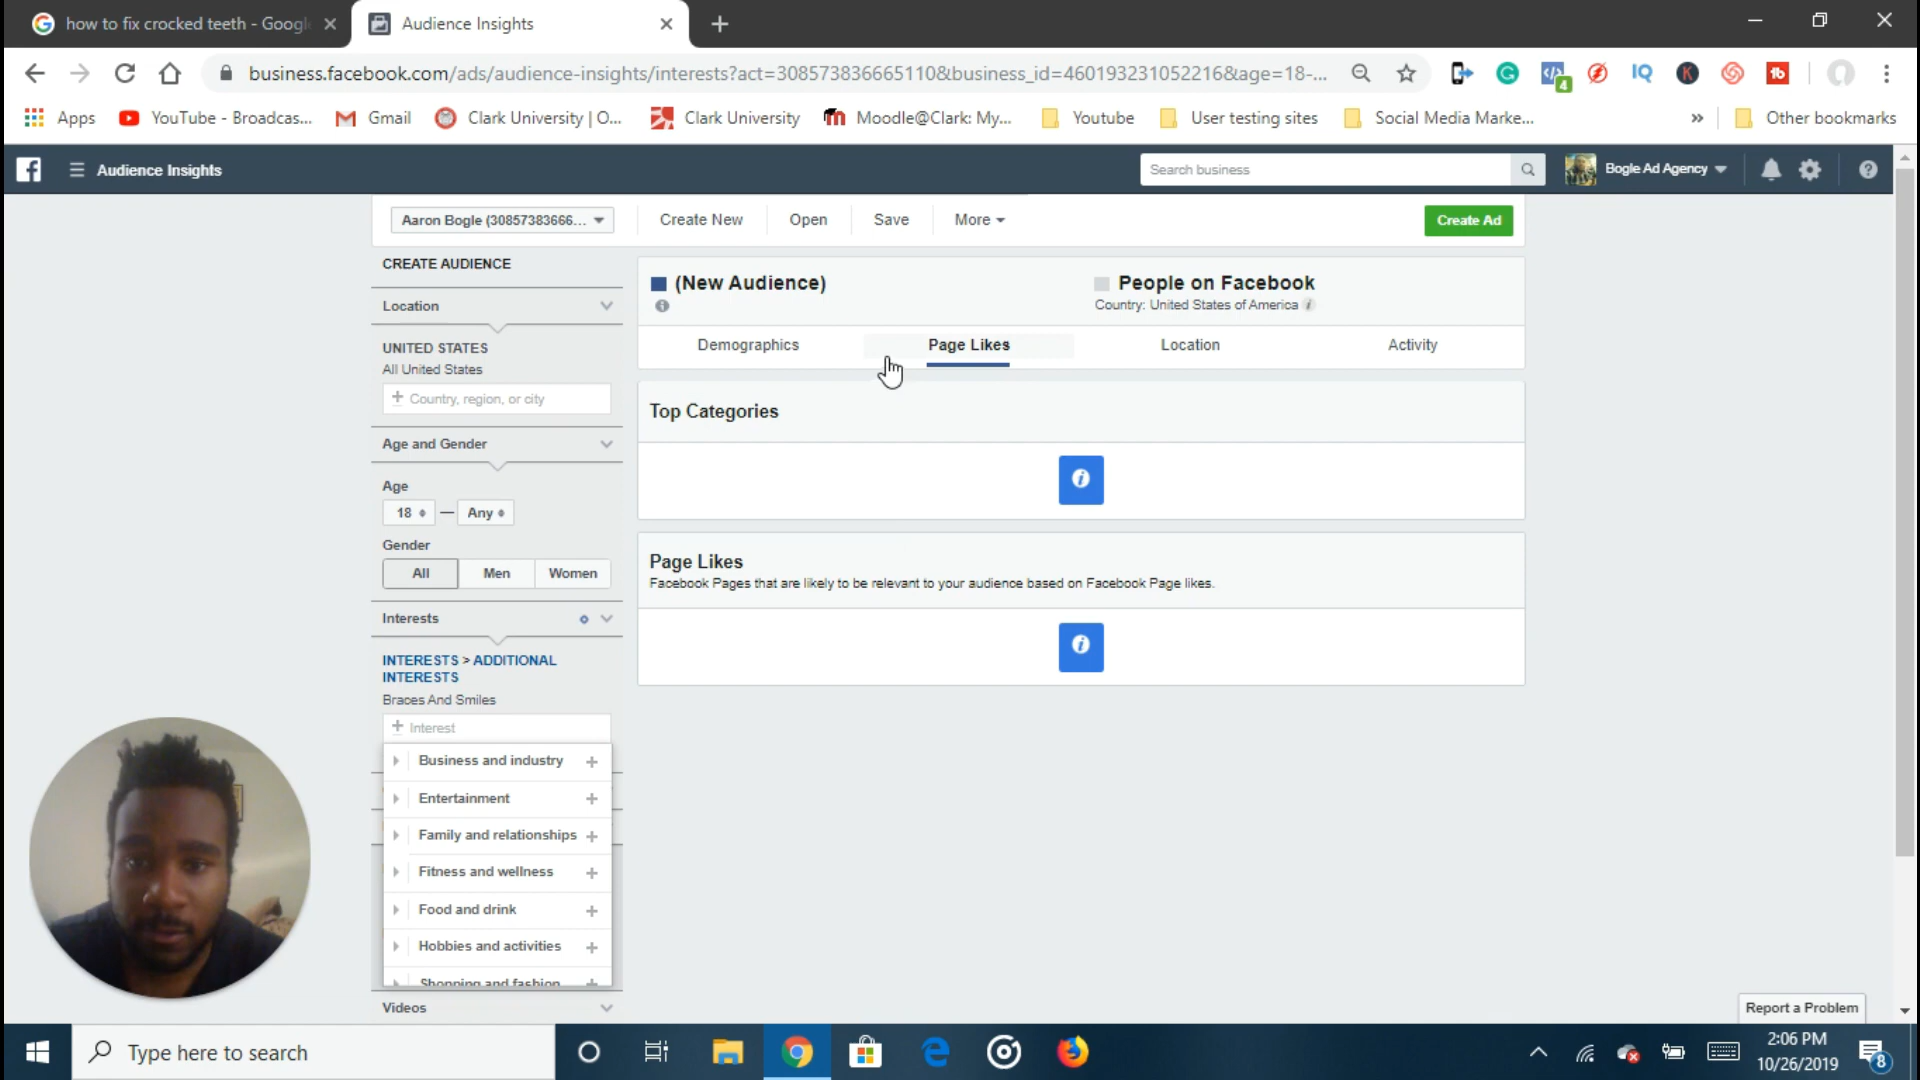 how to fix crocked teeth - Googl
Audience Insights
business.facebook.com/ads/audience-insights/interests?act=308573836665110&business_id=460193231052216&age=18-...
4
IQ
K
Apps
YouTube - Broadcas...
Gmail
Clark University | O...
Clark University
Moodle@Clark: My...
Youtube
User testing sites
Social Media Marke...
»
Other bookmarks
Audience Insights
Search business
Bogle Ad Agency
Aaron Bogle (30857383666...
Create New
Open
Save
More
Create Ad
CREATE AUDIENCE
(New Audience)
People on Facebook
Country: United States of America
Location
Demographics
Page Likes
Location
Activity
UNITED STATES
All United States
Country, region, or city
Top Categories
Age and Gender
Age
18 — Any
Gender
All
Men
Women
Page Likes
Facebook Pages that are likely to be relevant to your audience based on Facebook Page likes.
Interests
INTERESTS > ADDITIONAL
INTERESTS
Braces And Smiles
Interest
Business and industry
Entertainment
Family and relationships
Fitness and wellness
Food and drink
Hobbies and activities
Shopping and fashion
Videos
Report a Problem
Type here to search
2:06 PM
10/26/2019
8